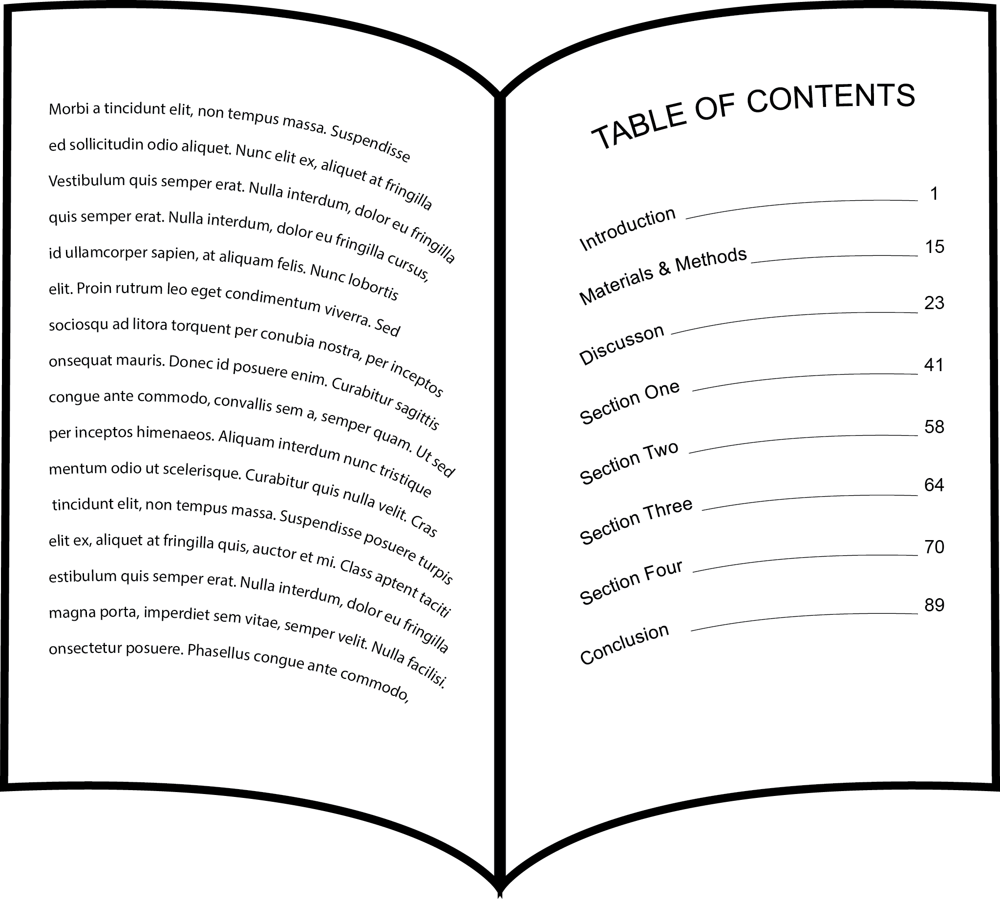 Morbi a tincidunt elit, non tempus massa. Suspendisse
ed sollicitudin odio aliquet. Nunc elit ex, aliquet at fringilla
Vestibulum quis semper erat. Nulla interdum, dolor eu fringilla
quis semper erat. Nulla interdum, dolor eu fringilla cursus,
id ullamcorper sapien, at aliquam felis. Nunc lobortis
elit. Proin rutrum leo eget condimentum viverra. Sed
sociosqu ad litora torquent per conubia nostra, per inceptos
onsequat mauris. Donec id posuere enim. Curabitur sagittis
congue ante commodo, convallis sem a, semper quam. Ut sed
per inceptos himenaeos. Aliquam interdum nunc tristique
mentum odio ut scelerisque. Curabitur quis nulla velit. Cras
tincidunt elit, non tempus massa. Suspendisse posuere turpis
elit ex, aliquet at fringilla quis, auctor et mi. Class aptent taciti
estibulum quis semper erat. Nulla interdum, dolor eu fringilla
magna porta, imperdiet sem vitae, semper velit. Nulla facilisi.
onsectetur posuere. Phasellus congue ante commodo,
TABLE OF CONTENTS
Introduction 1
Materials & Methods 15
Discusson 23
Section One 41
Section Two 58
Section Three 64
Section Four 70
Conclusion 89